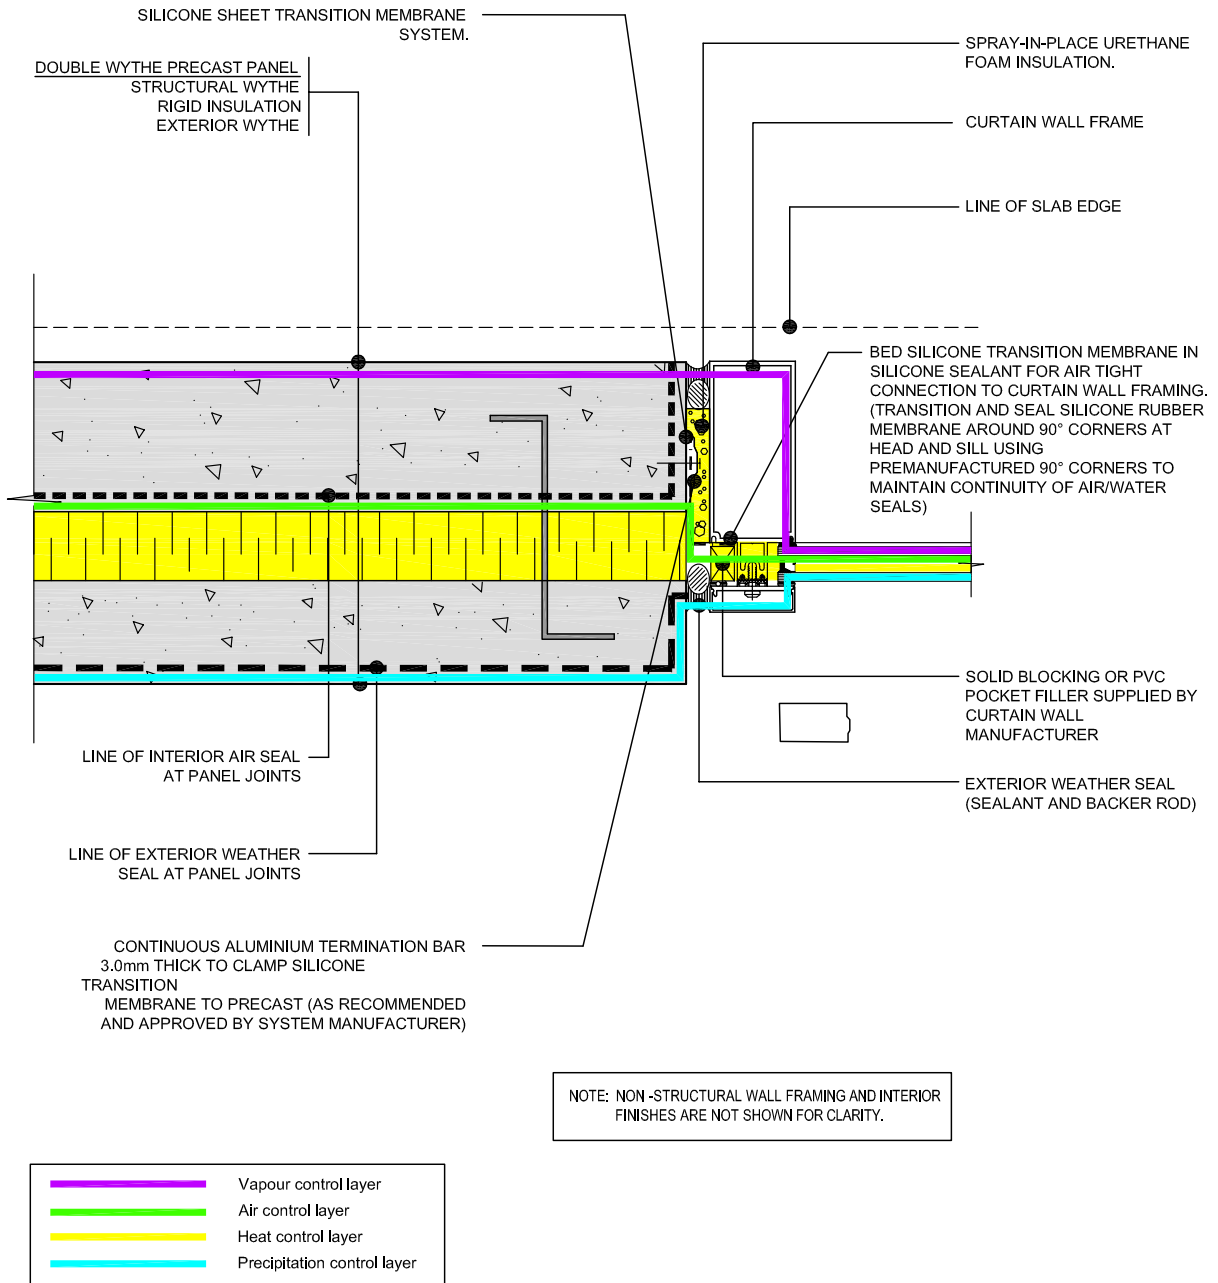 SILICONE SHEET TRANSITION MEMBRANE
SYSTEM.
DOUBLE WYTHE PRECAST PANEL
STRUCTURAL WYTHE
RIGID INSULATION
EXTERIOR WYTHE
SPRAY-IN-PLACE URETHANE
FOAM INSULATION.
CURTAIN WALL FRAME
LINE OF SLAB EDGE
BED SILICONE TRANSITION MEMBRANE IN
SILICONE SEALANT FOR AIR TIGHT
CONNECTION TO CURTAIN WALL FRAMING.
(TRANSITION AND SEAL SILICONE RUBBER
MEMBRANE AROUND 90° CORNERS AT
HEAD AND SILL USING
PREMANUFACTURED 90° CORNERS TO
MAINTAIN CONTINUITY OF AIR/WATER
SEALS)
SOLID BLOCKING OR PVC
POCKET FILLER SUPPLIED BY
CURTAIN WALL
MANUFACTURER
EXTERIOR WEATHER SEAL
(SEALANT AND BACKER ROD)
LINE OF INTERIOR AIR SEAL
AT PANEL JOINTS
LINE OF EXTERIOR WEATHER
SEAL AT PANEL JOINTS
CONTINUOUS ALUMINIUM TERMINATION BAR
3.0mm THICK TO CLAMP SILICONE
TRANSITION
MEMBRANE TO PRECAST (AS RECOMMENDED
AND APPROVED BY SYSTEM MANUFACTURER)
NOTE: NON -STRUCTURAL WALL FRAMING AND INTERIOR
FINISHES ARE NOT SHOWN FOR CLARITY.
Vapour control layer
Air control layer
Heat control layer
Precipitation control layer